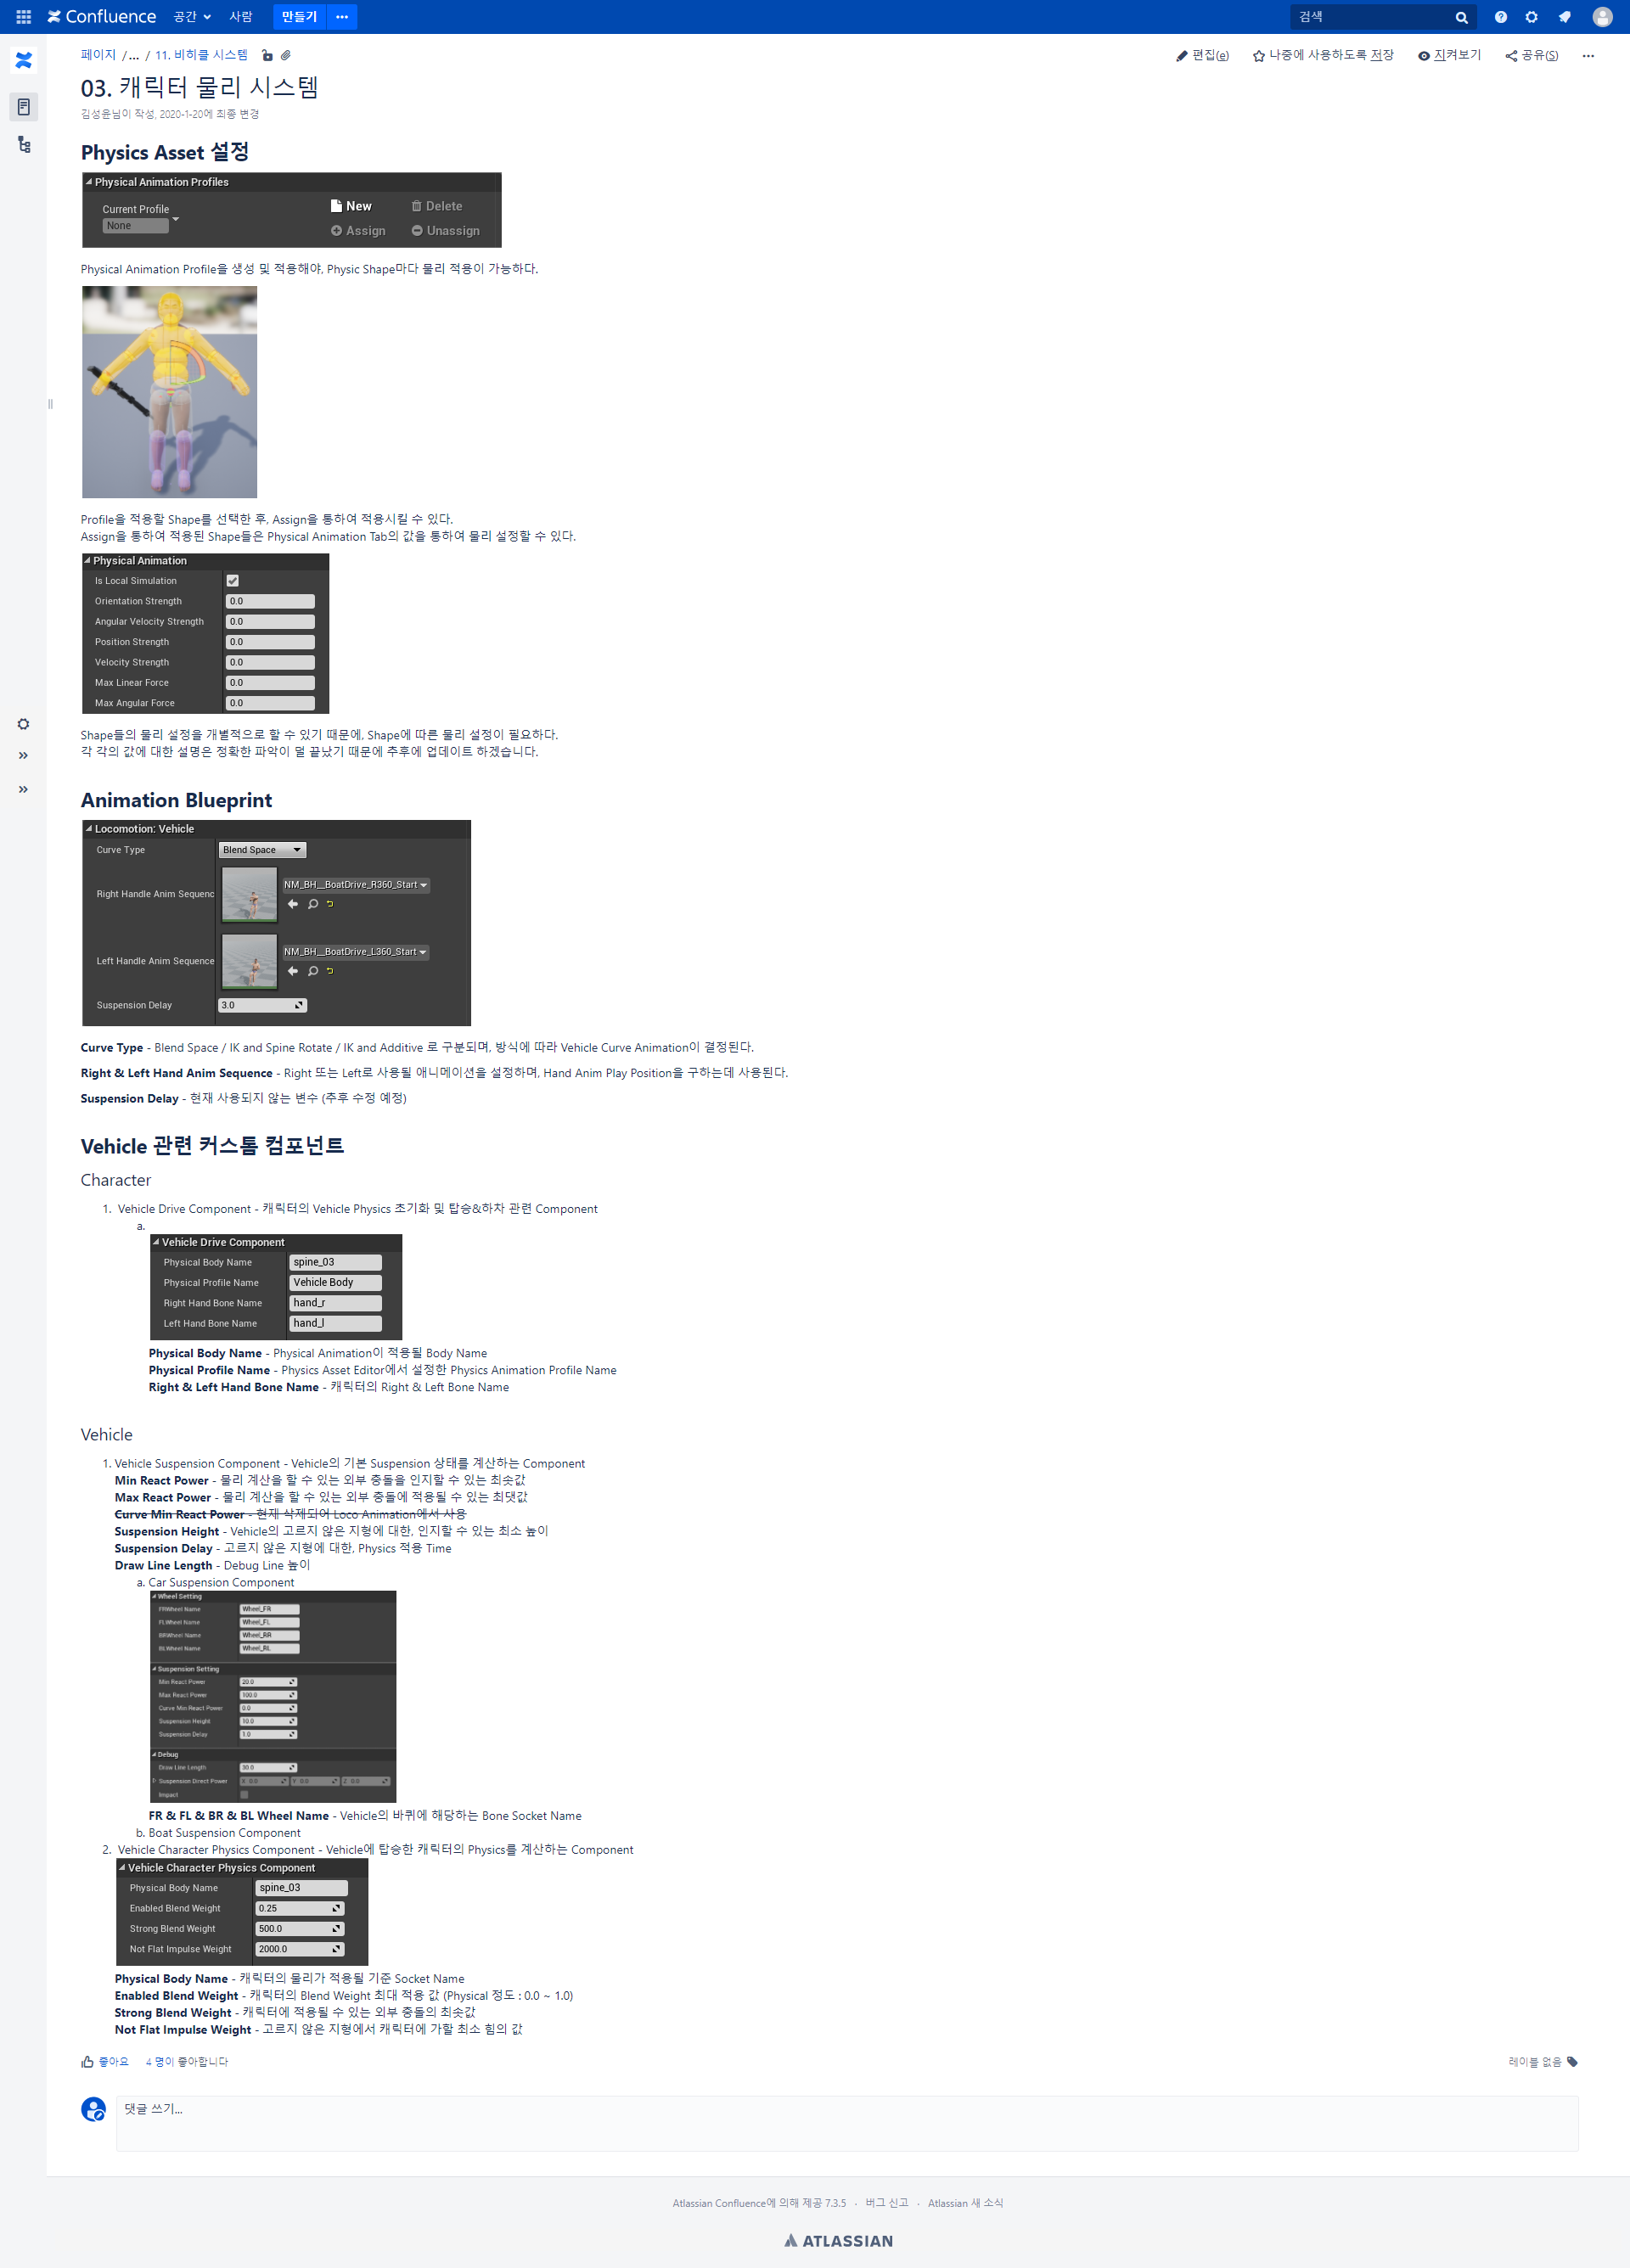 Confluence 공간 사람 만들기 ··· 검색
페이지 /... / 11. 비히클 시스템
편집(e) 나중에 사용하도록 저장 지켜보기 공유(S) ···
03. 캐릭터 물리 시스템
김성윤님이 작성, 2020-1-20에 최종 변경
Physics Asset 설정
Physical Animation Profiles
Current Profile
None
New Delete
Assign Unassign
Physical Animation Profile을 생성 및 적용해야, Physic Shape마다 물리 적용이 가능하다.
Profile을 적용할 Shape를 선택한 후, Assign을 통하여 적용시킬 수 있다.
Assign을 통하여 적용된 Shape들은 Physical Animation Tab의 값을 통하여 물리 설정할 수 있다.
Physical Animation
Is Local Simulation
Orientation Strength 0.0
Angular Velocity Strength 0.0
Position Strength 0.0
Velocity Strength 0.0
Max Linear Force 0.0
Max Angular Force 0.0
Shape들의 물리 설정을 개별적으로 할 수 있기 때문에, Shape에 따른 물리 설정이 필요하다.
각 각의 값에 대한 설명은 정확한 파악이 덜 끝났기 때문에 추후에 업데이트 하겠습니다.
Animation Blueprint
Locomotion: Vehicle
Curve Type Blend Space
Right Handle Anim Sequenc NM_BH__BoatDrive_R360_Start
Left Handle Anim Sequence NM_BH__BoatDrive_L360_Start
Suspension Delay 3.0
Curve Type - Blend Space / IK and Spine Rotate / IK and Additive 로 구분되며, 방식에 따라 Vehicle Curve Animation이 결정된다.
Right & Left Hand Anim Sequence - Right 또는 Left로 사용될 애니메이션을 설정하며, Hand Anim Play Position을 구하는데 사용된다.
Suspension Delay - 현재 사용되지 않는 변수 (추후 수정 예정)
Vehicle 관련 커스톰 컴포넌트
Character
1. Vehicle Drive Component - 캐릭터의 Vehicle Physics 초기화 및 탑승&하차 관련 Component
a.
Vehicle Drive Component
Physical Body Name spine_03
Physical Profile Name Vehicle Body
Right Hand Bone Name hand_r
Left Hand Bone Name hand_l
Physical Body Name - Physical Animation이 적용될 Body Name
Physical Profile Name - Physics Asset Editor에서 설정한 Physics Animation Profile Name
Right & Left Hand Bone Name - 캐릭터의 Right & Left Bone Name
Vehicle
1. Vehicle Suspension Component - Vehicle의 기본 Suspension 상태를 계산하는 Component
Min React Power - 물리 계산을 할 수 있는 외부 충돌을 인지할 수 있는 최솟값
Max React Power - 물리 계산을 할 수 있는 외부 충돌에 적용될 수 있는 최댓값
Curve Min React Power - 현재 삭제되어 Loco Animation에서 사용
Suspension Height - Vehicle의 고르지 않은 지형에 대한, 인지할 수 있는 최소 높이
Suspension Delay - 고르지 않은 지형에 대한, Physics 적용 Time
Draw Line Length - Debug Line 높이
a. Car Suspension Component
Wheel Setting
FRWheel Name Wheel_FR
FLWheel Name Wheel_FL
BRWheel Name Wheel_RR
BLWheel Name Wheel_RL
Suspension Setting
Min React Power 20.0
Max React Power 100.0
Curve Min React Power 0.0
Suspension Height 10.0
Suspension Delay 1.0
Debug
Draw Line Length 30.0
Suspension Direct Power X 0.0 Y 0.0 Z 0.0
Impact
FR & FL & BR & BL Wheel Name - Vehicle의 바퀴에 해당하는 Bone Socket Name
b. Boat Suspension Component
2. Vehicle Character Physics Component - Vehicle에 탑승한 캐릭터의 Physics를 계산하는 Component
Vehicle Character Physics Component
Physical Body Name spine_03
Enabled Blend Weight 0.25
Strong Blend Weight 500.0
Not Flat Impulse Weight 2000.0
Physical Body Name - 캐릭터의 물리가 적용될 기준 Socket Name
Enabled Blend Weight - 캐릭터의 Blend Weight 최대 적용 값 (Physical 정도 : 0.0 ~ 1.0)
Strong Blend Weight - 캐릭터에 적용될 수 있는 외부 충돌의 최솟값
Not Flat Impulse Weight - 고르지 않은 지형에서 캐릭터에 가할 최소 힘의 값
좋아요 4 명이 좋아합니다
레이블 없음
댓글 쓰기...
Atlassian Confluence에 의해 제공 7.3.5 · 버그 신고 · Atlassian 새 소식
ATLASSIAN